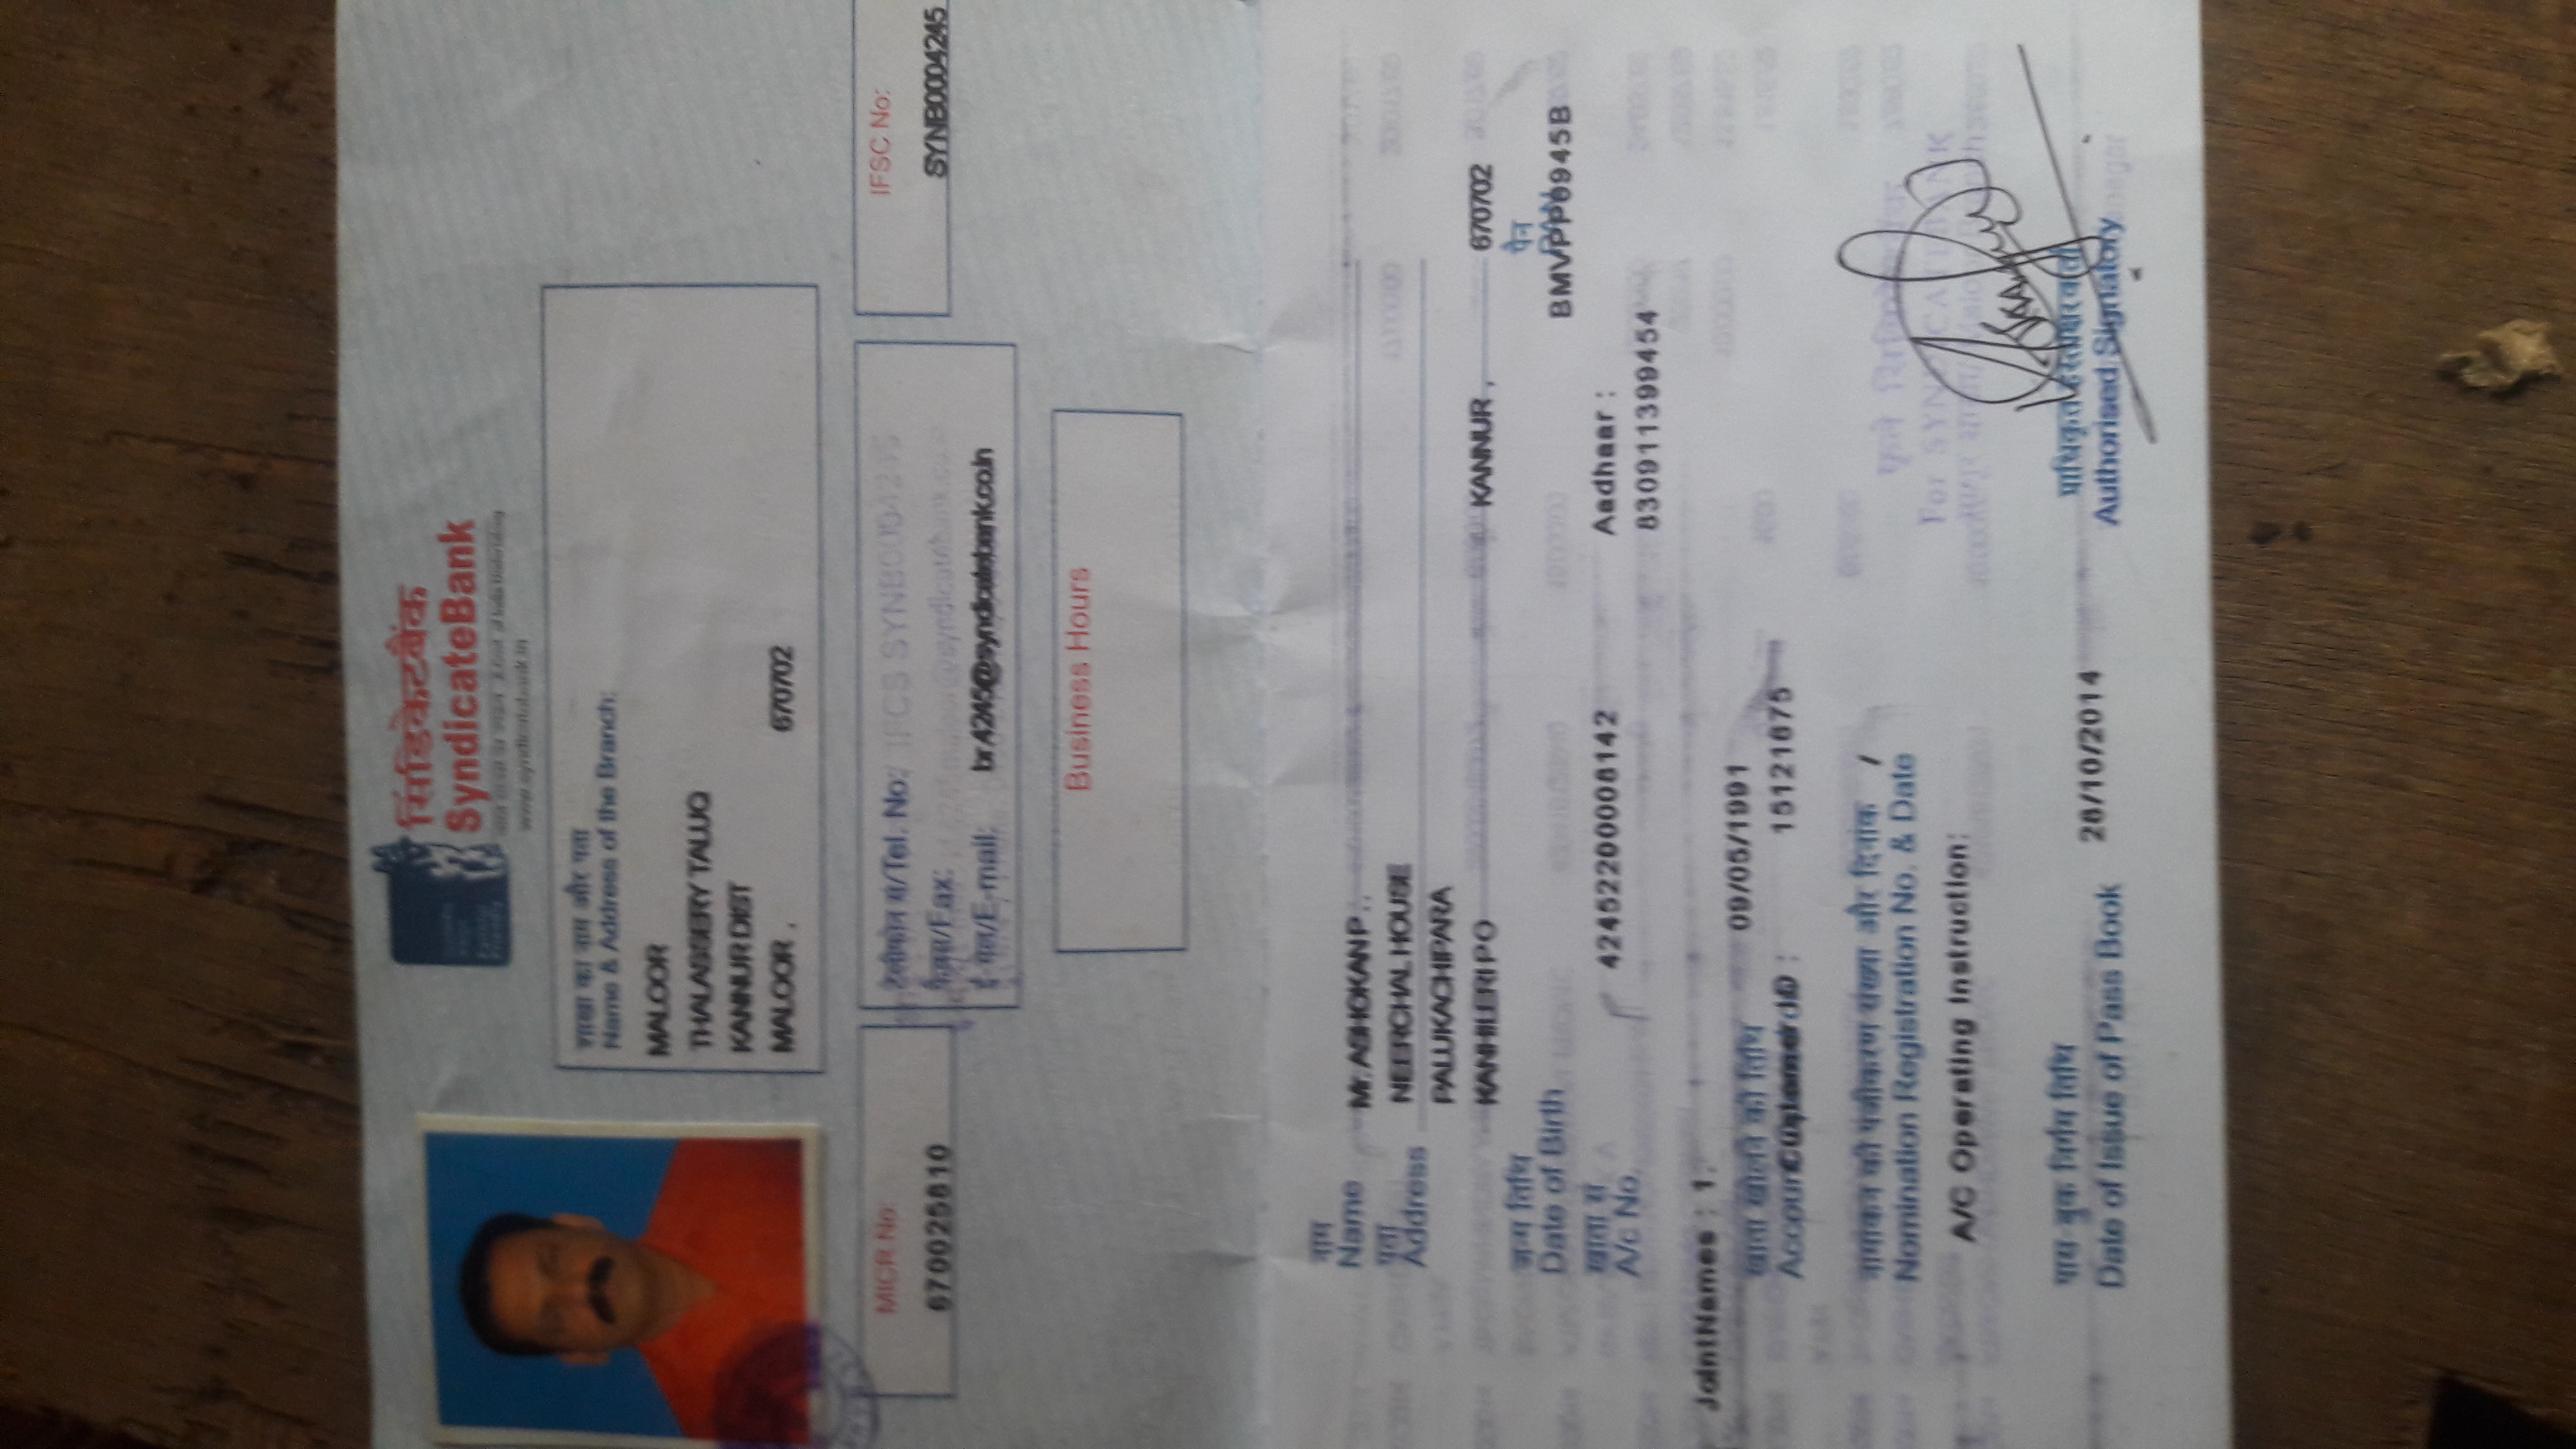 सिंडिकेटबैंक
SyndicateBank
A Govt. of India Undertaking
www.syndicatebank.in
शाखा का नाम और पता
Name & Address of the Branch:
MALOOR
THALASSERY TALUQ
KANNUR DIST
MALOOR . 670702
MICR No:
670025810
टेलीफोन सं/Tel. No: IFCS SYNB0004245
फैक्स/Fax:
ई-मेल/E-mail: br.4245@syndicatebank.co.in
IFSC No:
SYNB0004245
Business Hours
नाम
Name Mr. ASHOKAN P . .
पता
Address NEERCHAL HOUSE
PALUKACHIPARA
KANHILERI P O KANNUR . 670702
जन्म तिथि
Date of Birth
पैन
PAN
BMVPP0945B
खाता सं
A/c No. 42452200008142
Aadhaar :
830911399454
JointNames : 1.
खाता खोलने की तिथि 09/05/1991
Customer ID : 15121675
नामांकन की पंजीकरण संख्या और दिनांक /
Nomination Registration No. & Date
A/C Operating Instruction:
For SYNDICATE BANK
पास-बुक निर्गम तिथि
Date of Issue of Pass Book 28/10/2014
प्राधिकृत हस्ताक्षरकर्ता
Authorised Signatory